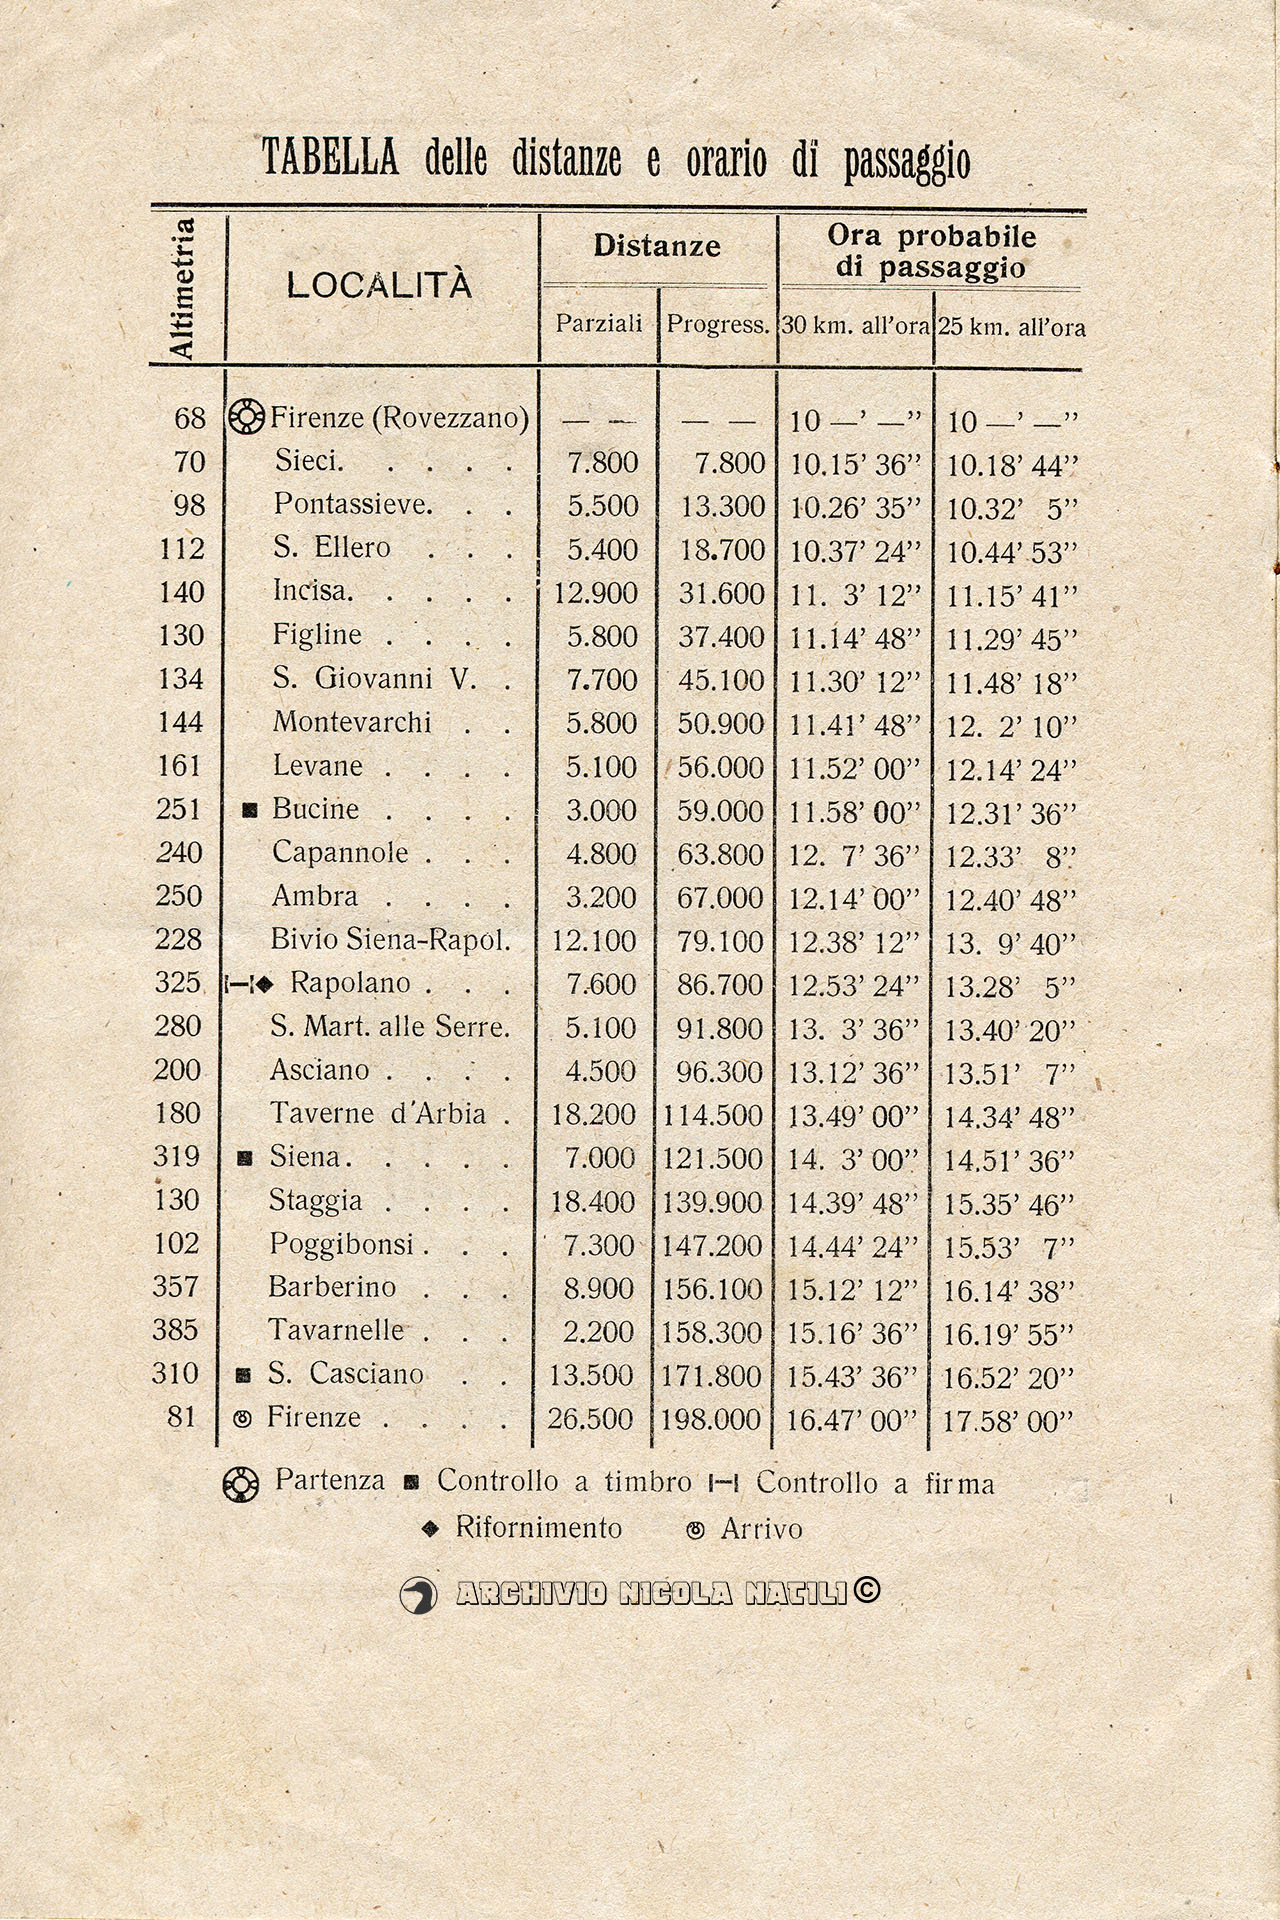 TABELLA delle distanze e orario di passaggio
Altimetria LOCALITÀ Distanze Ora probabile
di passaggio
Parziali Progress. 30 km. all'ora 25 km. all'ora
68 Firenze (Rovezzano) — — — — 10 —' —" 10 —' —"
70 Sieci. . . . . 7.800 7.800 10.15' 36" 10.18' 44"
98 Pontassieve. . . 5.500 13.300 10.26' 35" 10.32' 5"
112 S. Ellero . . . 5.400 18.700 10.37' 24" 10.44' 53"
140 Incisa. . . . . 12.900 31.600 11. 3' 12" 11.15' 41"
130 Figline . . . . 5.800 37.400 11.14' 48" 11.29' 45"
134 S. Giovanni V. . 7.700 45.100 11.30' 12" 11.48' 18"
144 Montevarchi . . 5.800 50.900 11.41' 48" 12. 2' 10"
161 Levane . . . . 5.100 56.000 11.52' 00" 12.14' 24"
251 ■ Bucine . . . . 3.000 59.000 11.58' 00" 12.31' 36"
240 Capannole . . . 4.800 63.800 12. 7' 36" 12.33' 8"
250 Ambra . . . . 3.200 67.000 12.14' 00" 12.40' 48"
228 Bivio Siena-Rapol. 12.100 79.100 12.38' 12" 13. 9' 40"
325 Rapolano . . . 7.600 86.700 12.53' 24" 13.28' 5"
280 S. Mart. alle Serre. 5.100 91.800 13. 3' 36" 13.40' 20"
200 Asciano . . . . 4.500 96.300 13.12' 36" 13.51' 7"
180 Taverne d'Arbia . 18.200 114.500 13.49' 00" 14.34' 48"
319 ■ Siena. . . . . 7.000 121.500 14. 3' 00" 14.51' 36"
130 Staggia . . . . 18.400 139.900 14.39' 48" 15.35' 46"
102 Poggibonsi . . . 7.300 147.200 14.44' 24" 15.53' 7"
357 Barberino . . . 8.900 156.100 15.12' 12" 16.14' 38"
385 Tavarnelle . . . 2.200 158.300 15.16' 36" 16.19' 55"
310 ■ S. Casciano . . 13.500 171.800 15.43' 36" 16.52' 20"
81 Firenze . . . . 26.500 198.000 16.47' 00" 17.58' 00"
Partenza ■ Controllo a timbro Controllo a firma
◆ Rifornimento Arrivo
ARCHIVIO NICOLA NATILI ©